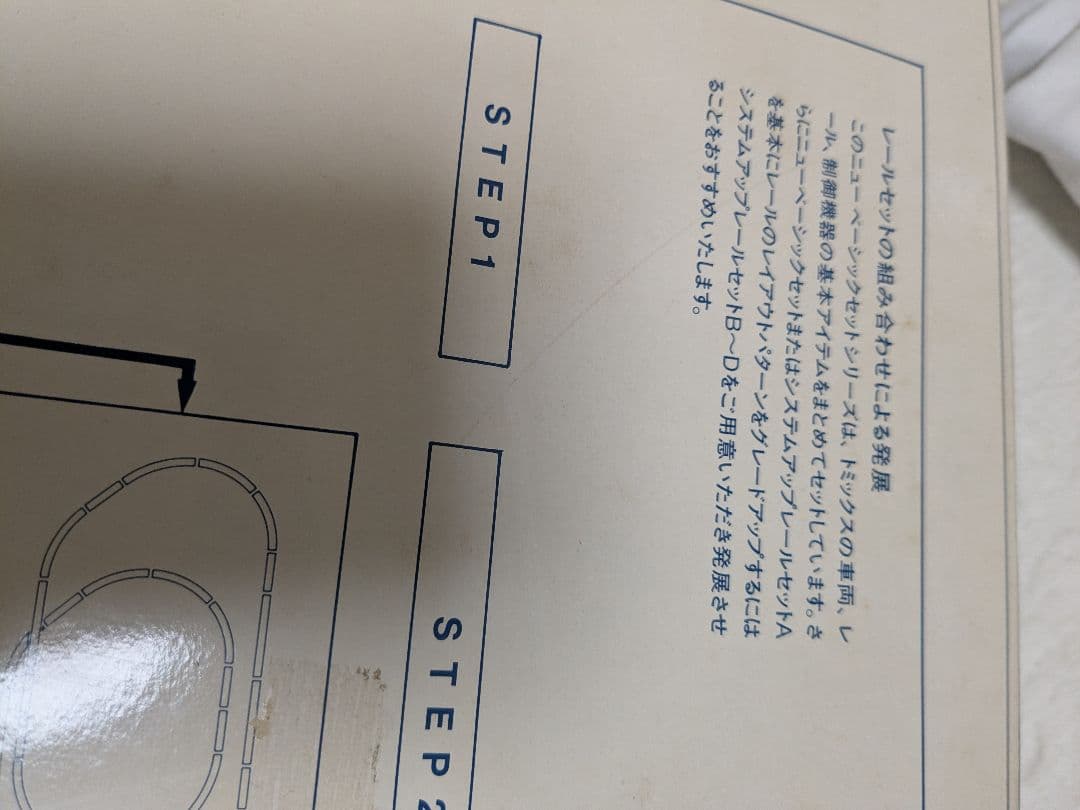 レールセットの組み合わせによる発展
このニューベーシックセットシリーズは、トミックスの車両、レ
ール、制御機器の基本アイテムをまとめてセットしています。さ
らにニューベーシックセットまたはシステムアップレールセットA
を基本にレールのレイアウトパターンをグレードアップするには
システムアップレールセットB〜Dをご用意いただき発展させ
ることをおすすめいたします。
STEP1
STEP2